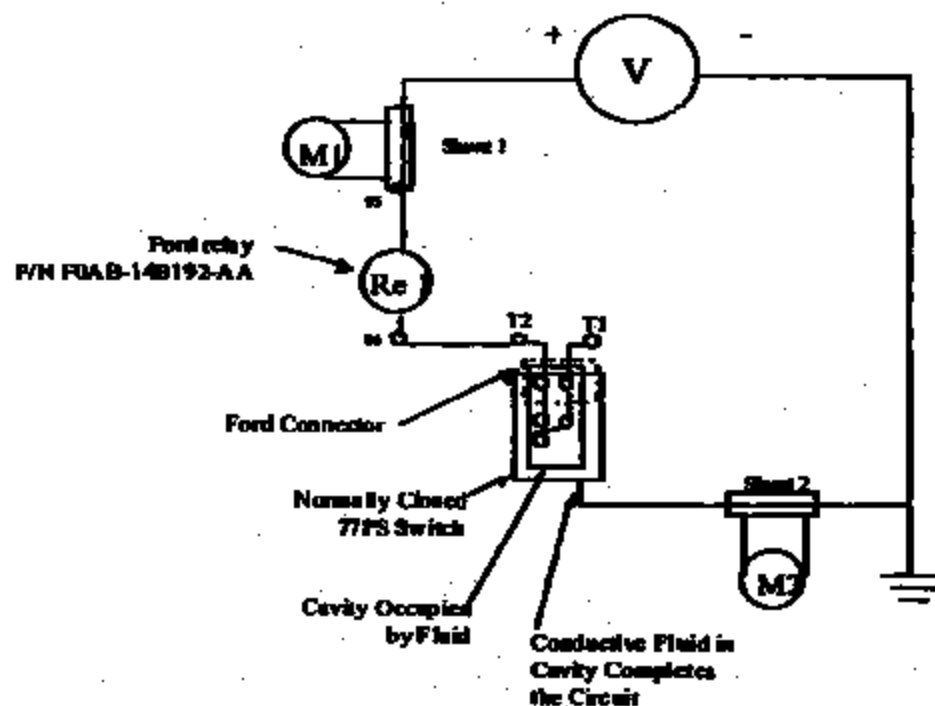 + -
V
M1
Shunt 1
Ford relay
P/N F0AB-14B192-AA
Re
T2 T1
Ford Connector
Normally Closed
77PS Switch
Shunt 2
M2
Cavity Occupied
by Fluid
Conductive Fluid in
Cavity Completes
the Circuit